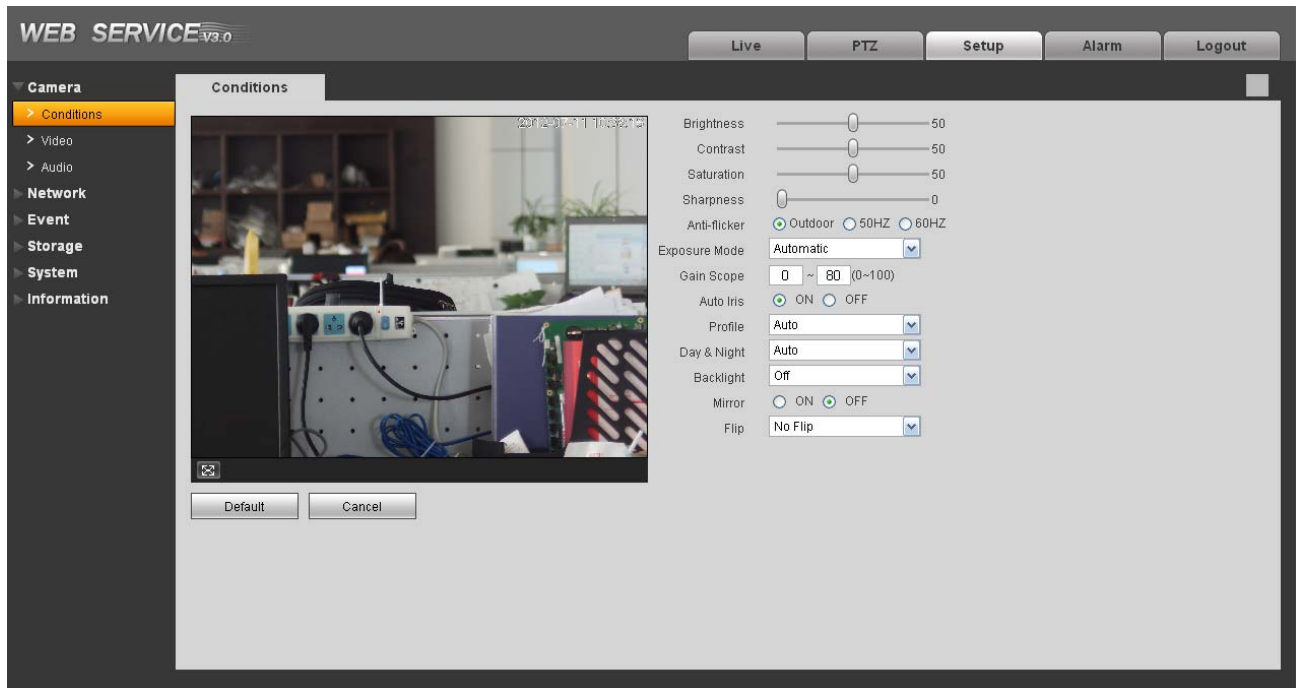 WEB SERVICE V3.0
Live PTZ Setup Alarm Logout
Camera
> Conditions
> Video
> Audio
Network
Event
Storage
System
Information
Conditions
Brightness 50
Contrast 50
Saturation 50
Sharpness 0
Anti-flicker Outdoor 50HZ 60HZ
Exposure Mode Automatic
Gain Scope 0 ~ 80 (0~100)
Auto Iris ON OFF
Profile Auto
Day & Night Auto
Backlight Off
Mirror ON OFF
Flip No Flip
Default Cancel